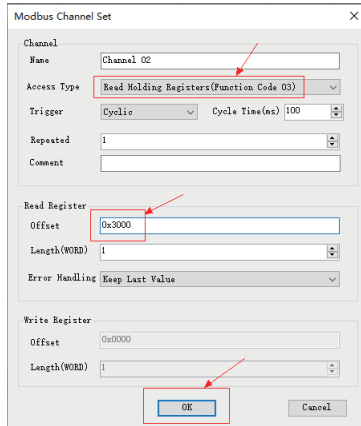 Modbus Channel Set
Channel
Name Channel 02
Access Type Read Holding Registers(Function Code 03)
Trigger Cyclic Cycle Time(ms) 100
Repeated 1
Comment
Read Register
Offset 0x3000
Length(WORD) 1
Error Handling Keep Last Value
Write Register
Offset 0x0000
Length(WORD) 1
OK Cancel